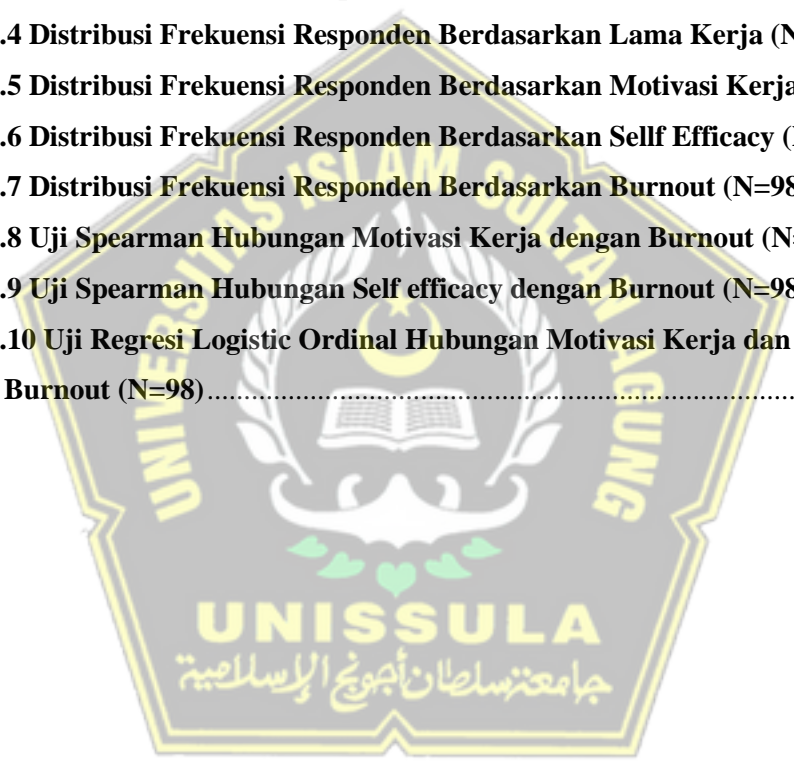 .4 Distribusi Frekuensi Responden Berdasarkan Lama Kerja (N
.5 Distribusi Frekuensi Responden Berdasarkan Motivasi Kerja
.6 Distribusi Frekuensi Responden Berdasarkan Sellf Efficacy (
.7 Distribusi Frekuensi Responden Berdasarkan Burnout (N=98
.8 Uji Spearman Hubungan Motivasi Kerja dengan Burnout (N=
.9 Uji Spearman Hubungan Self efficacy dengan Burnout (N=98
.10 Uji Regresi Logistic Ordinal Hubungan Motivasi Kerja dan
Burnout (N=98)....................................................................................
UNIVERSITAS ISLAM SULTAN AGUNG
UNISSULA
جامعتسلطان أجونج الإسلامية